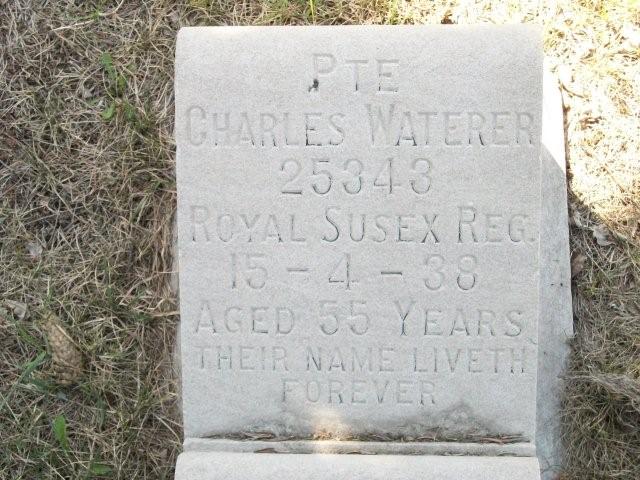 PTE
CHARLES WATERER
25343
ROYAL SUSEX REG.
15 - 4 - 38
AGED 55 YEARS
THEIR NAME LIVETH
FOREVER